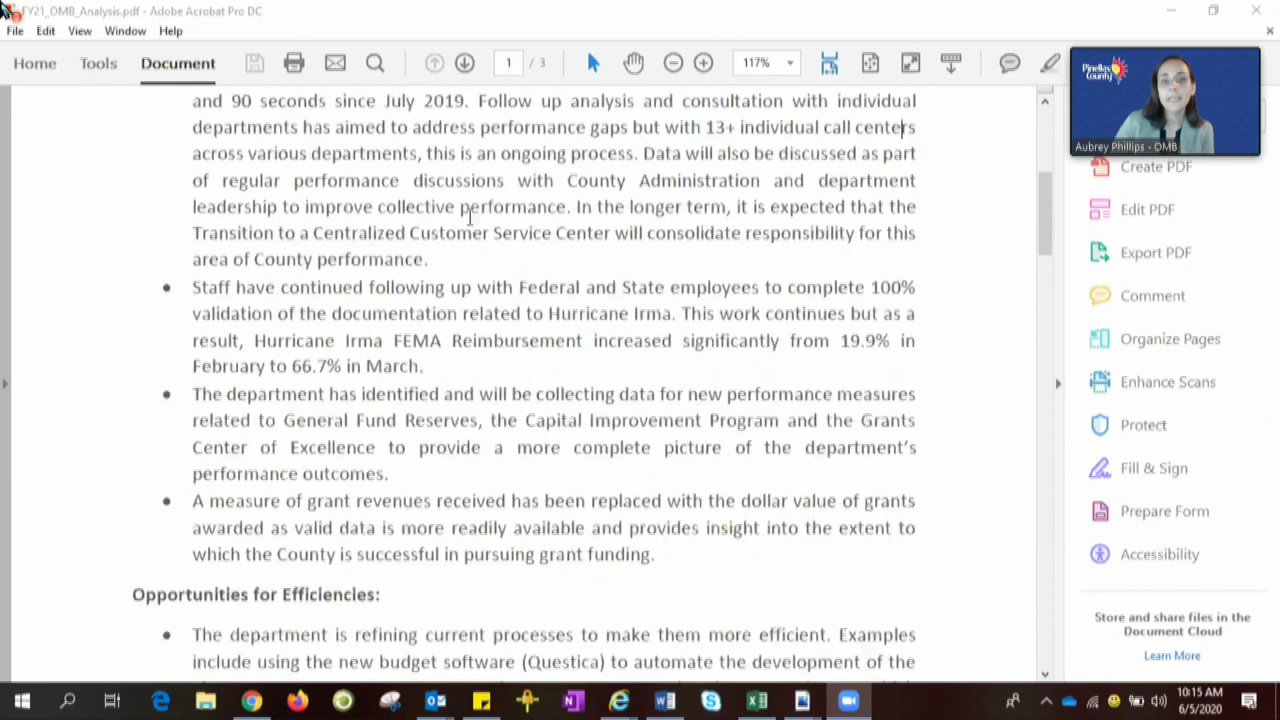 FY21_OMB_Analysis.pdf - Adobe Acrobat Pro DC
File Edit View Window Help
Home Tools Document 1 / 3 117%
Pinellas County
Aubrey Phillips - OMB
and 90 seconds since July 2019. Follow up analysis and consultation with individual
departments has aimed to address performance gaps but with 13+ individual call centers
across various departments, this is an ongoing process. Data will also be discussed as part
of regular performance discussions with County Administration and department
leadership to improve collective performance. In the longer term, it is expected that the
Transition to a Centralized Customer Service Center will consolidate responsibility for this
area of County performance.
• Staff have continued following up with Federal and State employees to complete 100%
validation of the documentation related to Hurricane Irma. This work continues but as a
result, Hurricane Irma FEMA Reimbursement increased significantly from 19.9% in
February to 66.7% in March.
• The department has identified and will be collecting data for new performance measures
related to General Fund Reserves, the Capital Improvement Program and the Grants
Center of Excellence to provide a more complete picture of the department's
performance outcomes.
• A measure of grant revenues received has been replaced with the dollar value of grants
awarded as valid data is more readily available and provides insight into the extent to
which the County is successful in pursuing grant funding.
Opportunities for Efficiencies:
• The department is refining current processes to make them more efficient. Examples
include using the new budget software (Questica) to automate the development of the
Create PDF
Edit PDF
Export PDF
Comment
Organize Pages
Enhance Scans
Protect
Fill & Sign
Prepare Form
Accessibility
Store and share files in the
Document Cloud
Learn More
10:15 AM
6/5/2020